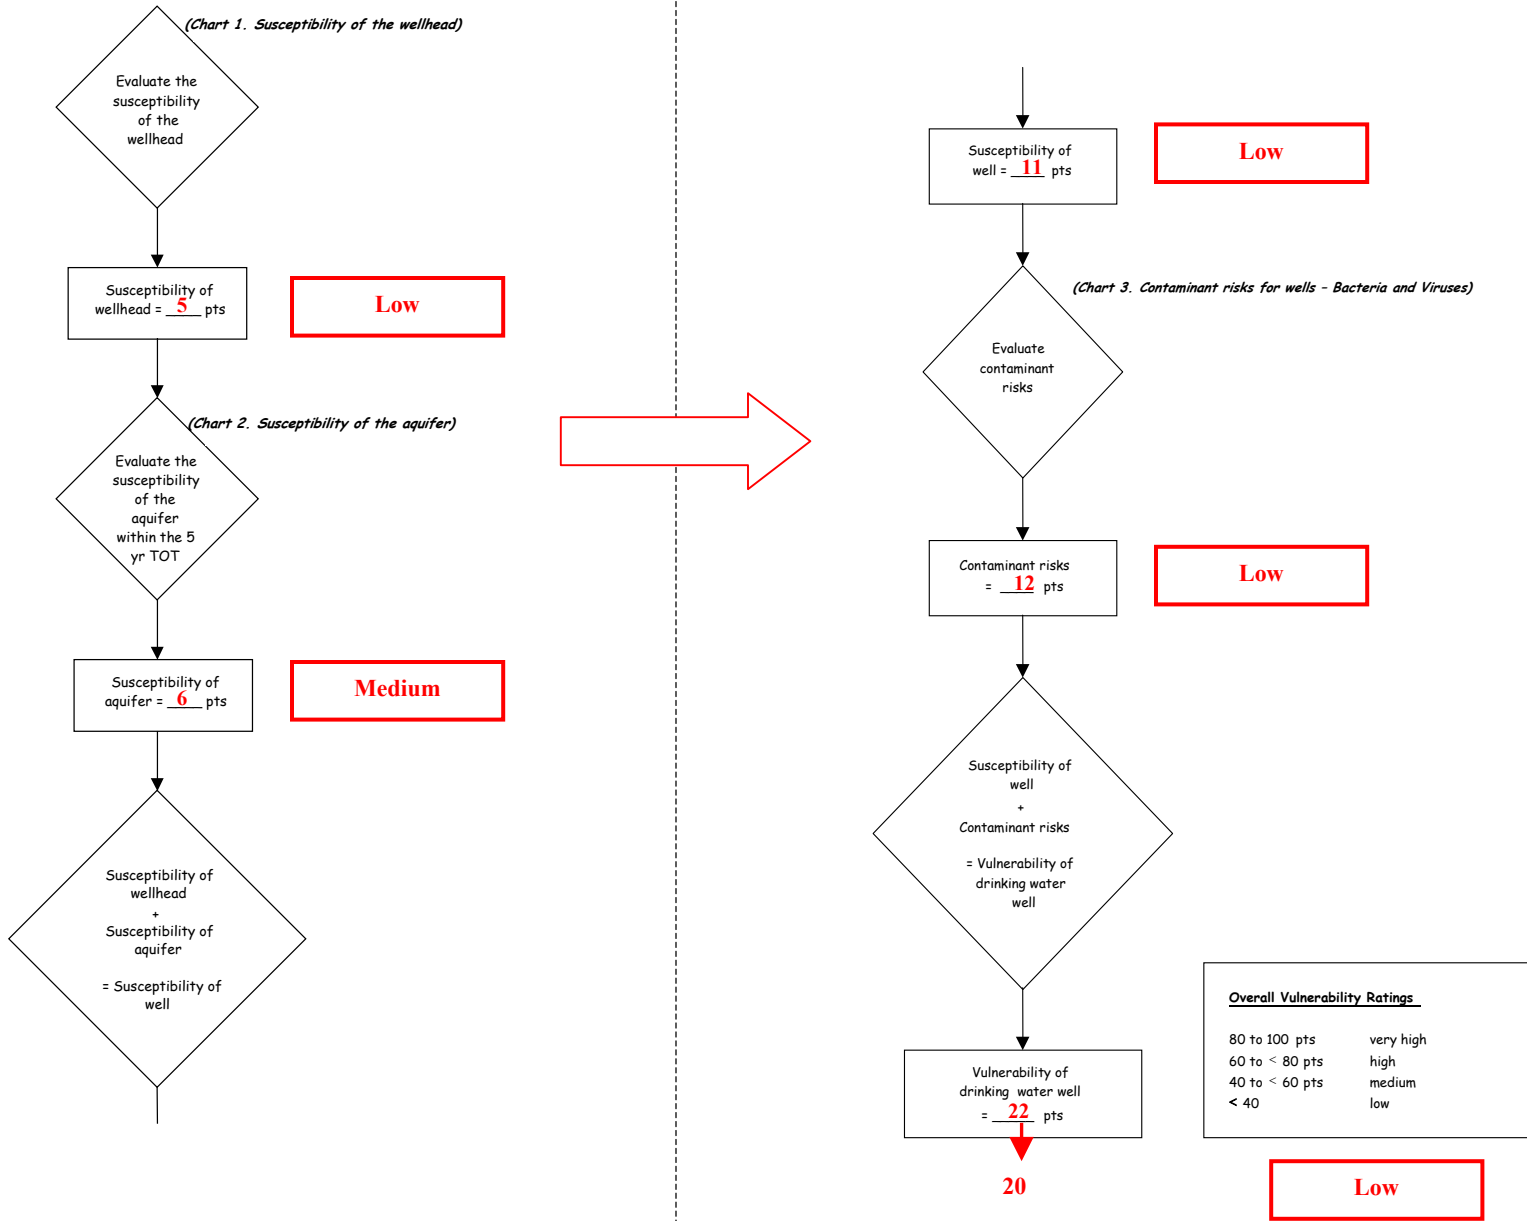 (Chart 1. Susceptibility of the wellhead)
Evaluate the
susceptibility
of the
wellhead
Susceptibility of
wellhead = 5 pts
Low
(Chart 2. Susceptibility of the aquifer)
Evaluate the
susceptibility
of the
aquifer
within the 5
yr TOT
Susceptibility of
aquifer = 6 pts
Medium
Susceptibility of
wellhead
+
Susceptibility of
aquifer
= Susceptibility of
well
Susceptibility of
well = 11 pts
Low
(Chart 3. Contaminant risks for wells – Bacteria and Viruses)
Evaluate
contaminant
risks
Contaminant risks
= 12 pts
Low
Susceptibility of
well
+
Contaminant risks
= Vulnerability of
drinking water
well
Vulnerability of
drinking water well
= 22 pts
20
Overall Vulnerability Ratings
80 to 100 pts very high
60 to < 80 pts high
40 to < 60 pts medium
< 40 low
Low